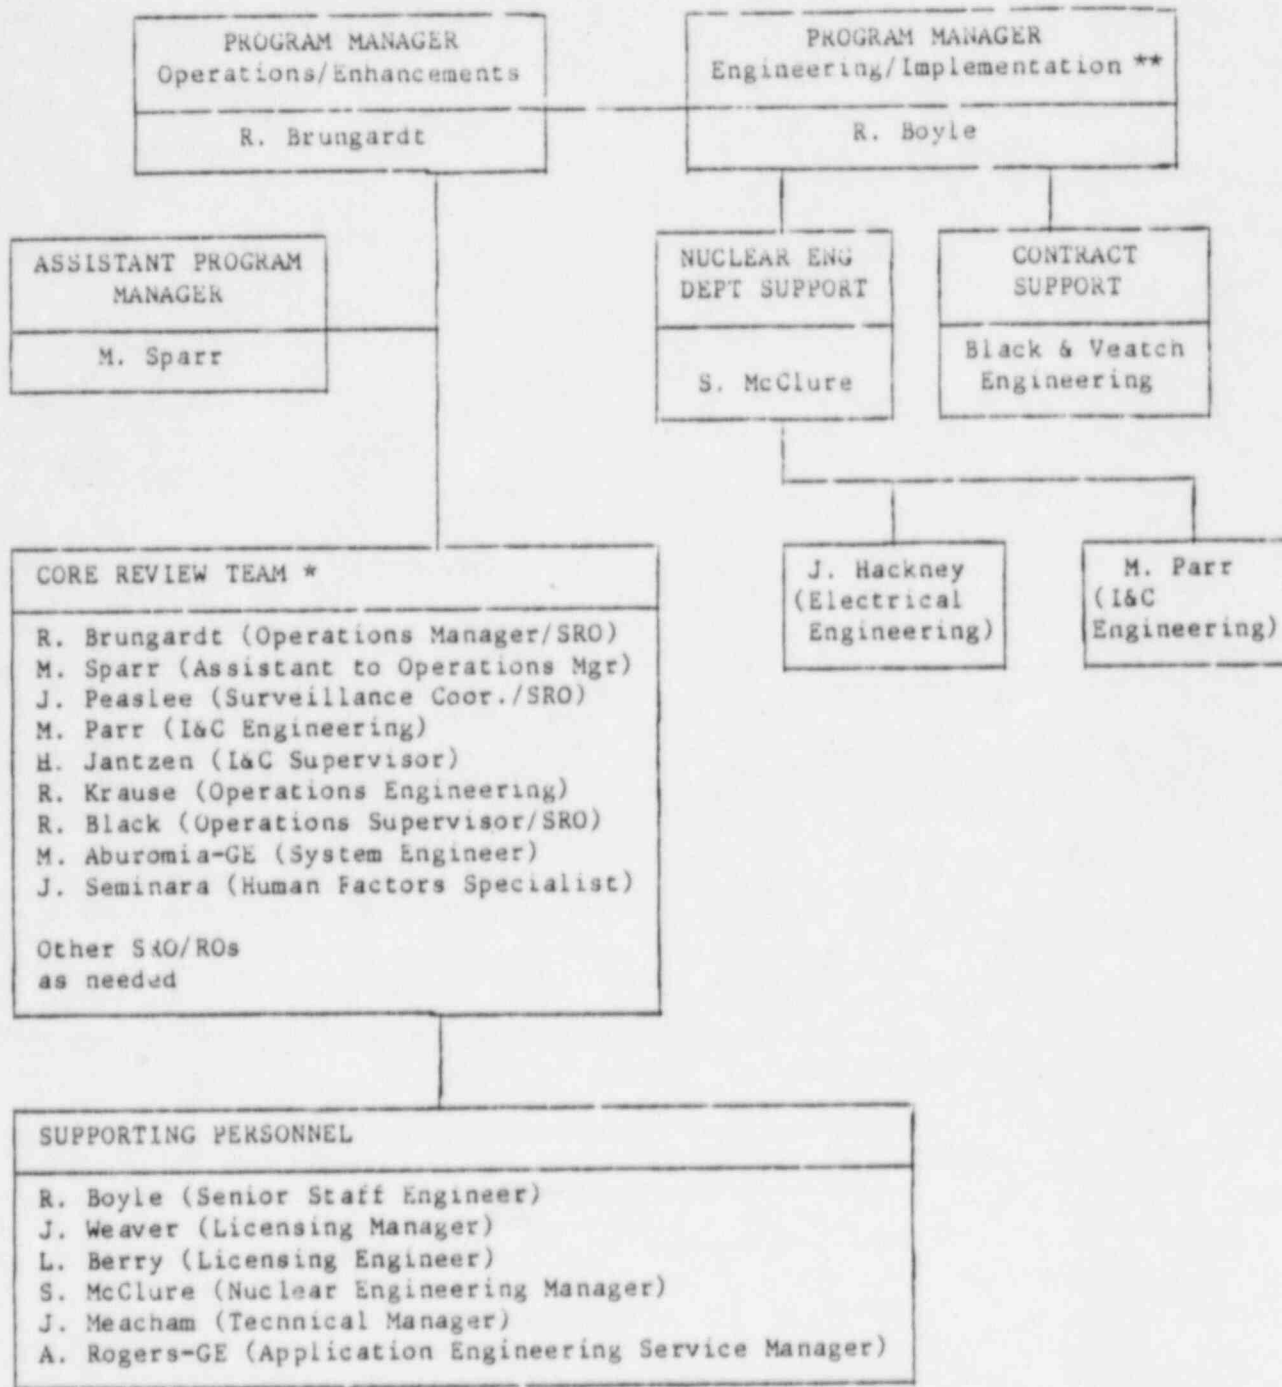 PROGRAM MANAGER
Operations/Enhancements
R. Brungardt
PROGRAM MANAGER
Engineering/Implementation **
R. Boyle
ASSISTANT PROGRAM
MANAGER
M. Sparr
NUCLEAR ENG
DEPT SUPPORT
S. McClure
CONTRACT
SUPPORT
Black & Veatch
Engineering
J. Hackney
(Electrical
Engineering)
M. Parr
(I&C
Engineering)
CORE REVIEW TEAM *
R. Brungardt (Operations Manager/SRO)
M. Sparr (Assistant to Operations Mgr)
J. Peaslee (Surveillance Coor./SRO)
M. Parr (I&C Engineering)
H. Jantzen (I&C Supervisor)
R. Krause (Operations Engineering)
R. Black (Operations Supervisor/SRO)
M. Aburomia-GE (System Engineer)
J. Seminara (Human Factors Specialist)
Other SRO/ROs
as needed
SUPPORTING PERSONNEL
R. Boyle (Senior Staff Engineer)
J. Weaver (Licensing Manager)
L. Berry (Licensing Engineer)
S. McClure (Nuclear Engineering Manager)
J. Meacham (Tecnnical Manager)
A. Rogers-GE (Application Engineering Service Manager)